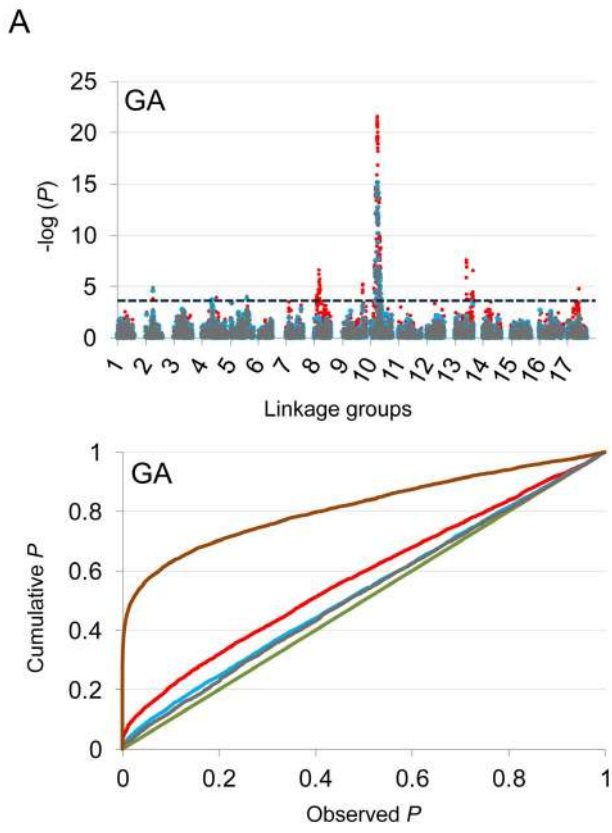 A
GA
25
20
15
10
5
0
-log (P)
1 2 3 4 5 6 7 8 9 10 11 12 13 14 15 16 17
Linkage groups
GA
1
0.8
0.6
0.4
0.2
0
Cumulative P
0 0.2 0.4 0.6 0.8 1
Observed P